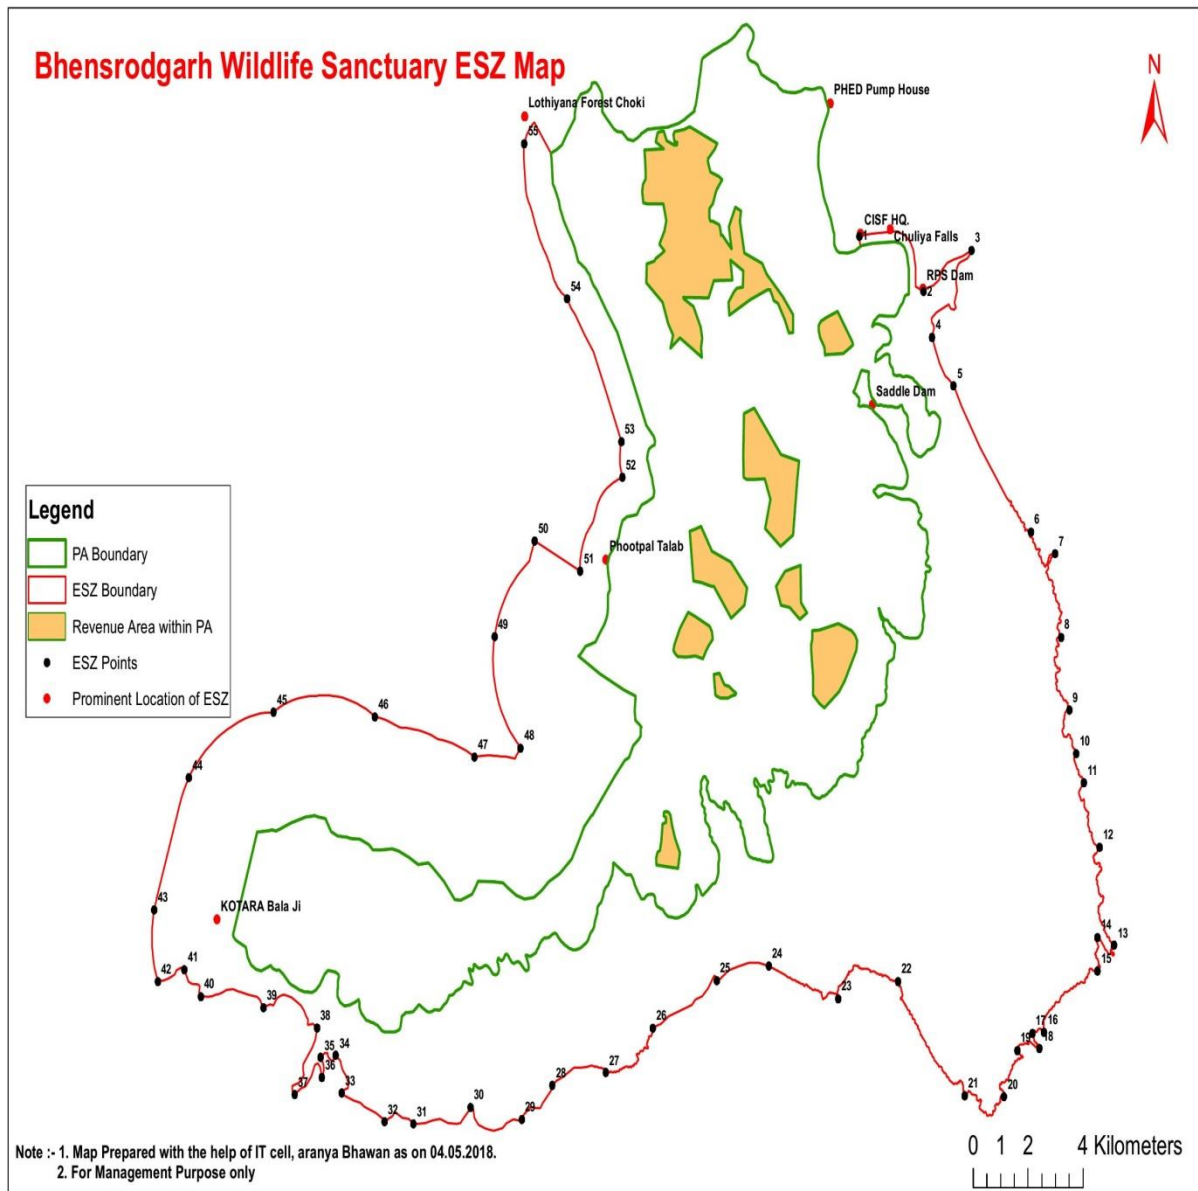 Bhensrodgarh Wildlife Sanctuary ESZ Map
N
Lothiyana Forest Choki
PHED Pump House
55
CISF HQ.
1
Chuliya Falls
3
RPS Dam
2
54
4
5
Saddle Dam
53
52
Legend
PA Boundary
ESZ Boundary
Revenue Area within PA
ESZ Points
Prominent Location of ESZ
50
51
Phootpal Talab
6
7
49
8
45
46
9
47
48
10
44
11
12
43
KOTARA Bala Ji
14
13
42
41
25
24
22
15
40
39
23
38
26
17
16
35
34
19
18
36
27
37
33
28
21
20
30
32
31
29
Note :- 1. Map Prepared with the help of IT cell, aranya Bhawan as on 04.05.2018.
2. For Management Purpose only
0 1 2 4 Kilometers